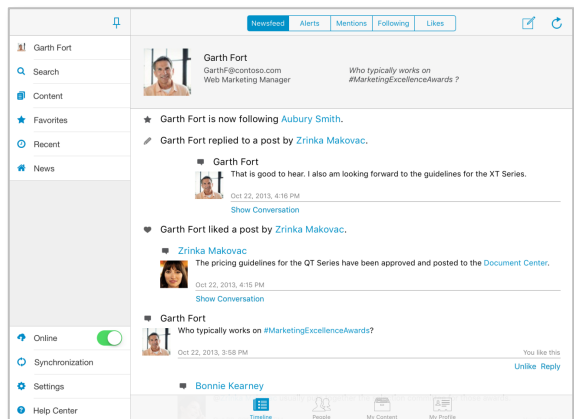 Newsfeed Alerts Mentions Following Likes
Garth Fort
Search
Content
Favorites
Recent
News
Online
Synchronization
Settings
Help Center
Garth Fort
GarthF@contoso.com
Web Marketing Manager
Who typically works on
#MarketingExcellenceAwards ?
Garth Fort is now following Aubury Smith.
Garth Fort replied to a post by Zrinka Makovac.
Garth Fort
That is good to hear. I also am looking forward to the guidelines for the XT Series.
Oct 22, 2013, 4:16 PM
Show Conversation
Garth Fort liked a post by Zrinka Makovac.
Zrinka Makovac
The pricing guidelines for the QT Series have been approved and posted to the Document Center.
Oct 22, 2013, 4:15 PM
Show Conversation
Garth Fort
Who typically works on #MarketingExcellenceAwards?
Oct 22, 2013, 3:58 PM You like this
Unlike Reply
Bonnie Kearney
Timeline People My Content My Profile